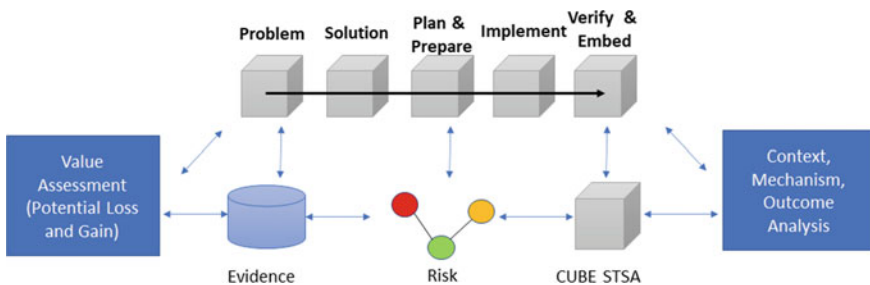 Problem
Solution
Plan &
Prepare
Implement
Verify &
Embed
Value
Assessment
(Potential Loss
and Gain)
Context,
Mechanism,
Outcome
Analysis
Evidence
Risk
CUBE STSA